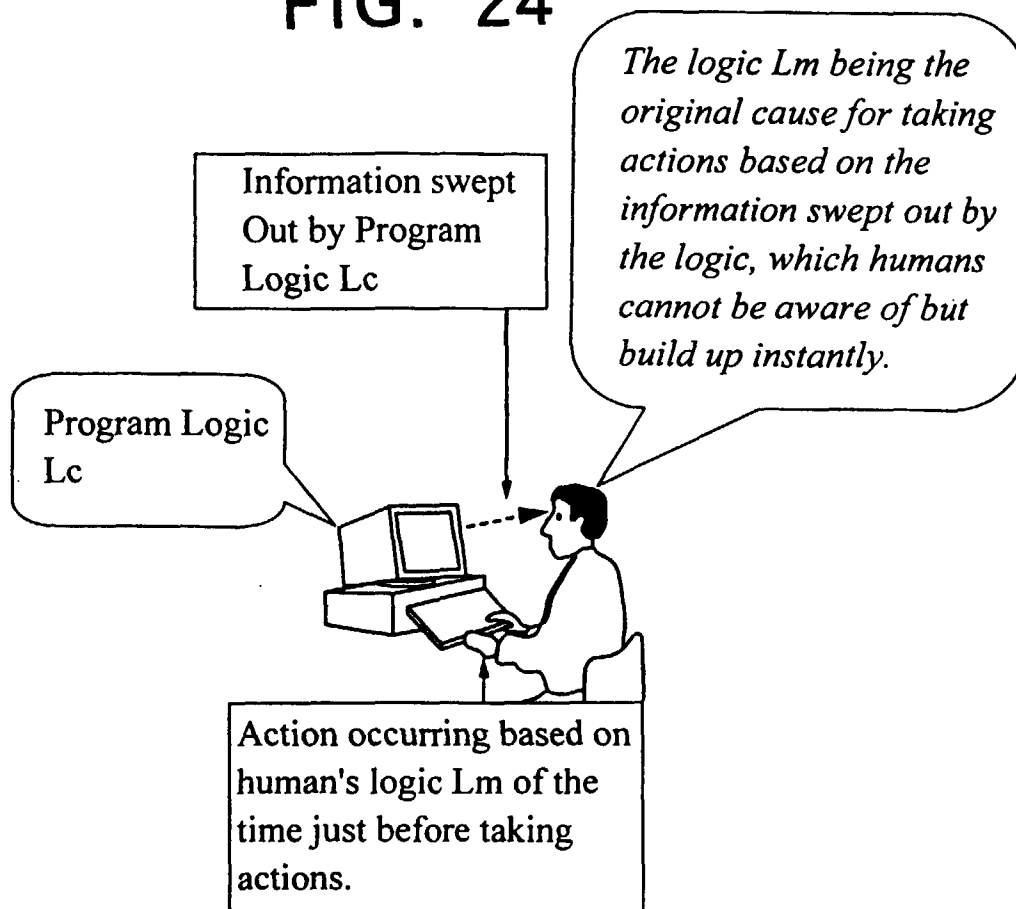 FIG. 24
The logic Lm being the
original cause for taking
actions based on the
information swept out by
the logic, which humans
cannot be aware of but
build up instantly.
Information swept
Out by Program
Logic Lc
Program Logic
Lc
Action occurring based on
human's logic Lm of the
time just before taking
actions.